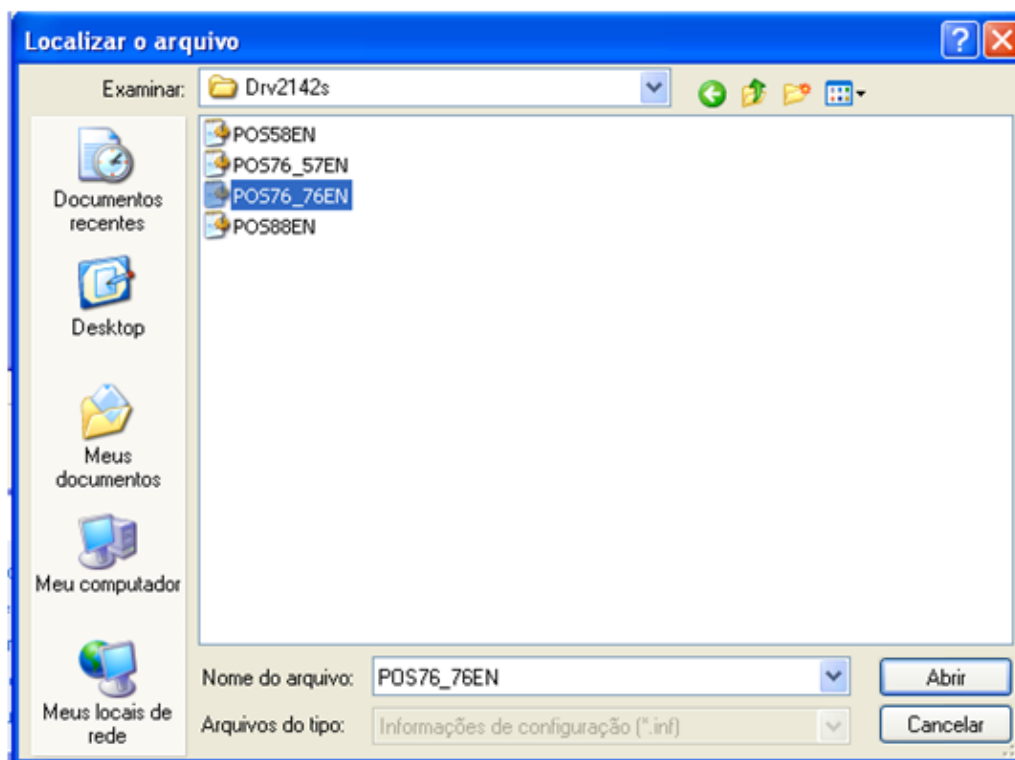 Localizar o arquivo
Examinar:
Drv2142s
POS58EN
POS76_57EN
POS76_76EN
POS88EN
Documentos
recentes
Desktop
Meus
documentos
Meu computador
Meus locais de
rede
Nome do arquivo:
POS76_76EN
Abrir
Arquivos do tipo:
Informações de configuração (*.inf)
Cancelar